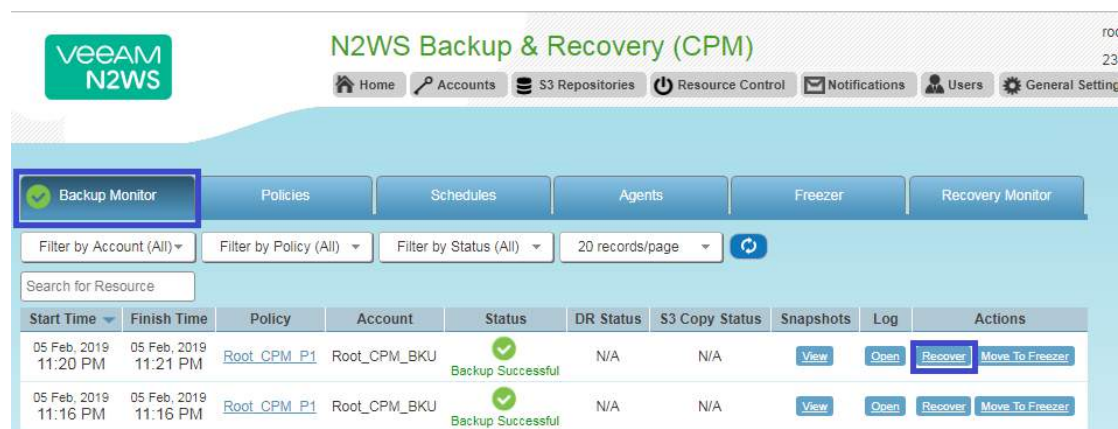 VEEAM
N2WS
N2WS Backup & Recovery (CPM)
23
Home Accounts S3 Repositories Resource Control Notifications Users General Setting
Backup Monitor Policies Schedules Agents Freezer Recovery Monitor
Filter by Account (All) Filter by Policy (All) Filter by Status (All) 20 records/page
Search for Resource
Start Time Finish Time Policy Account Status DR Status S3 Copy Status Snapshots Log Actions
05 Feb, 2019 05 Feb, 2019
11:20 PM 11:21 PM Root_CPM_P1 Root_CPM_BKU N/A N/A View Open Recover Move To Freezer
Backup Successful
05 Feb, 2019 05 Feb, 2019
11:16 PM 11:16 PM Root_CPM_P1 Root_CPM_BKU N/A N/A View Open Recover Move To Freezer
Backup Successful